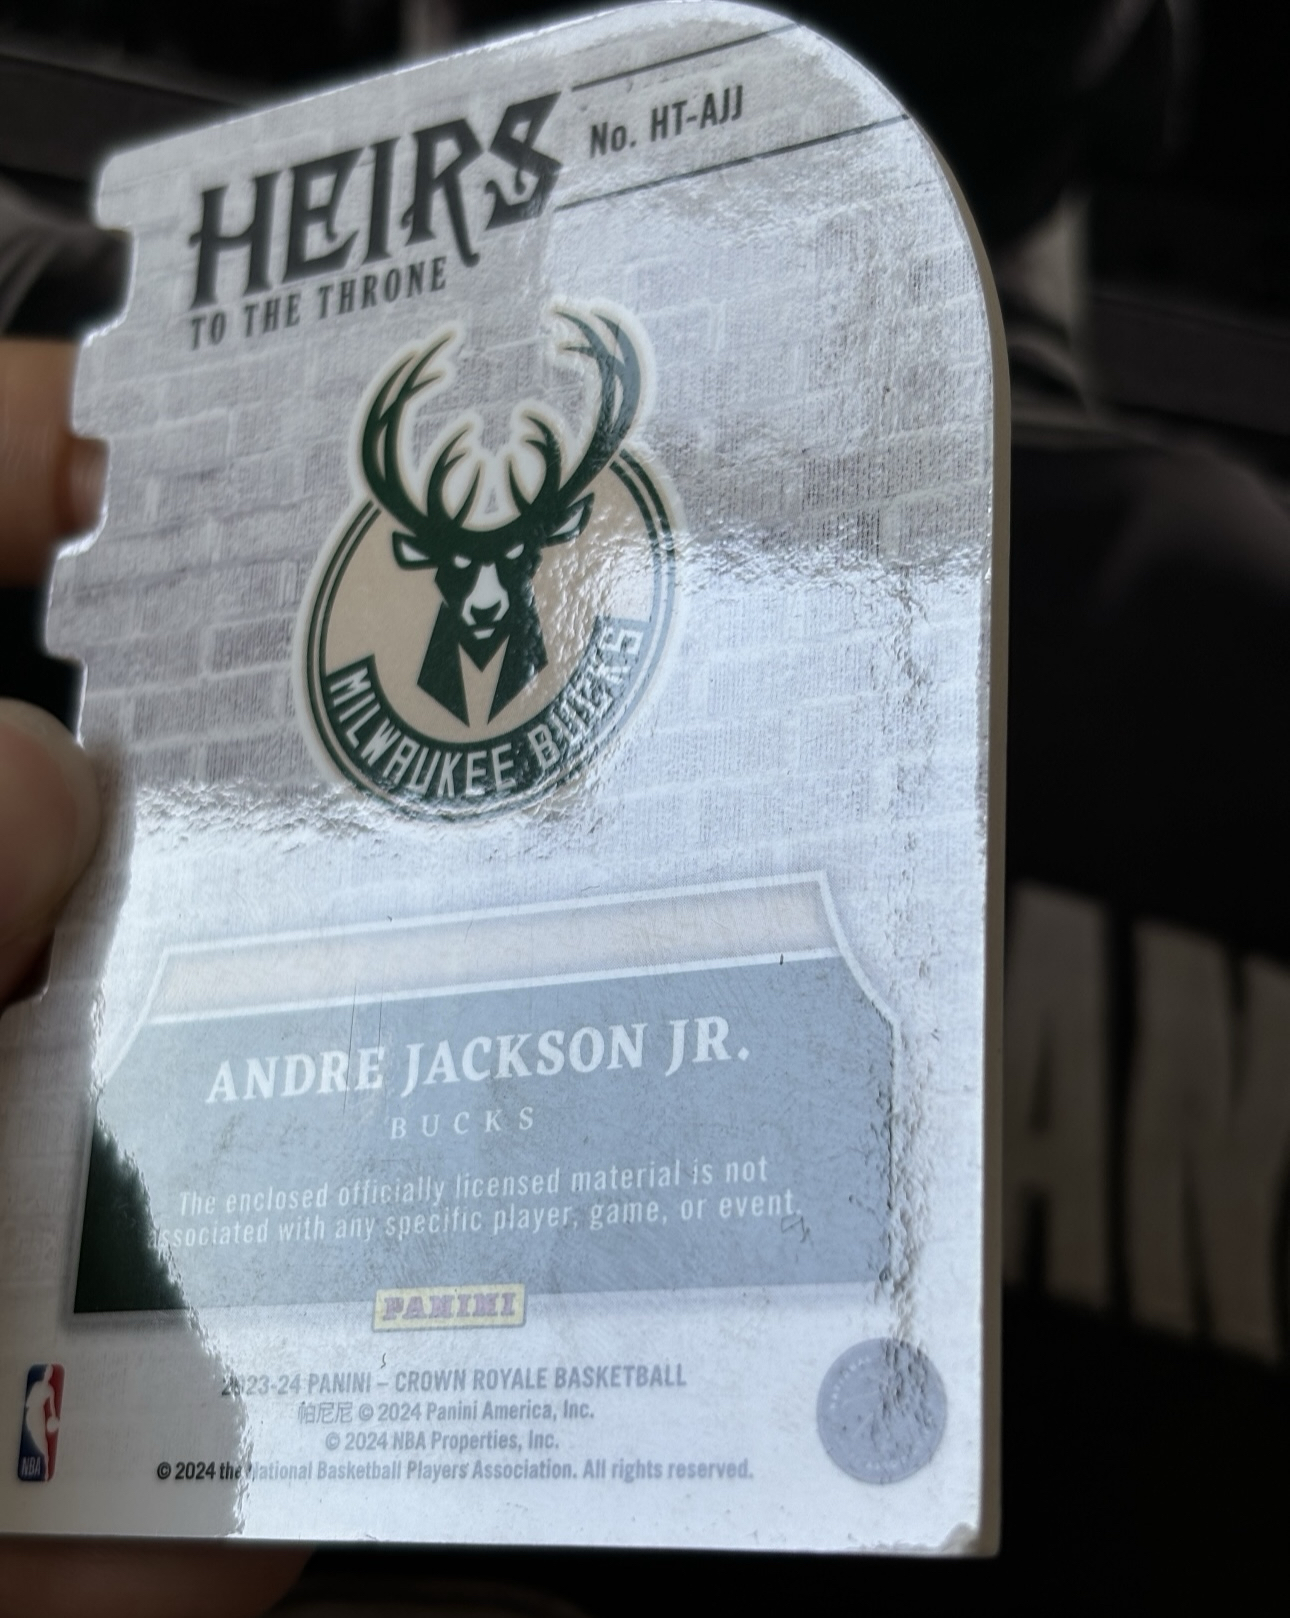 HEIRS
TO THE THRONE
No. HT-AJJ
MILWAUKEE BUCKS
ANDRE JACKSON JR.
BUCKS
The enclosed officially licensed material is not
associated with any specific player, game, or event.
PANINI
2023-24 PANINI – CROWN ROYALE BASKETBALL
帕尼尼 © 2024 Panini America, Inc.
© 2024 NBA Properties, Inc.
© 2024 the National Basketball Players Association. All rights reserved.
NBA
AN